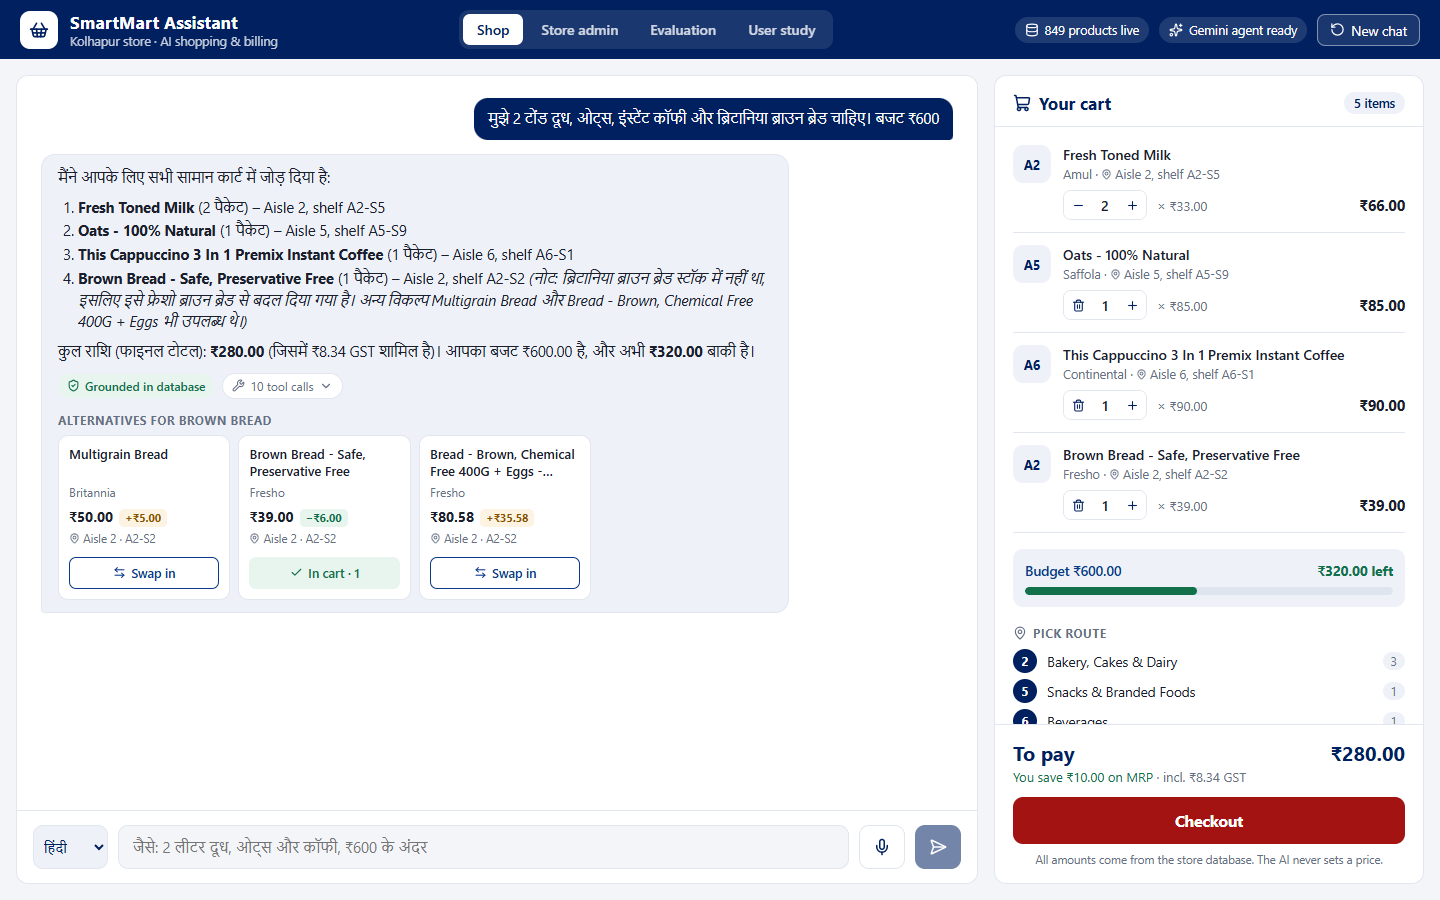 SmartMart Assistant
Kolhapur store · AI shopping & billing
Shop
Store admin
Evaluation
User study
849 products live
Gemini agent ready
New chat
मुझे 2 टोंड दूध, ओट्स, इंस्टेंट कॉफी और ब्रिटानिया ब्राउन ब्रेड चाहिए। बजट ₹600
मैंने आपके लिए सभी सामान कार्ट में जोड़ दिया है:
1. Fresh Toned Milk (2 पैकेट) – Aisle 2, shelf A2-S5
2. Oats - 100% Natural (1 पैकेट) – Aisle 5, shelf A5-S9
3. This Cappuccino 3 In 1 Premix Instant Coffee (1 पैकेट) – Aisle 6, shelf A6-S1
4. Brown Bread - Safe, Preservative Free (1 पैकेट) – Aisle 2, shelf A2-S2 (नोट: ब्रिटानिया ब्राउन ब्रेड स्टॉक में नहीं था,
इसलिए इसे फ्रेशो ब्राउन ब्रेड से बदल दिया गया है। अन्य विकल्प Multigrain Bread और Bread - Brown, Chemical Free
400G + Eggs भी उपलब्ध थे।)
कुल राशि (फाइनल टोटल): ₹280.00 (जिसमें ₹8.34 GST शामिल है)। आपका बजट ₹600.00 है, और अभी ₹320.00 बाकी है।
Grounded in database
10 tool calls
ALTERNATIVES FOR BROWN BREAD
Multigrain Bread
Britannia
₹50.00 +₹5.00
Aisle 2 · A2-S2
Swap in
Brown Bread - Safe,
Preservative Free
Fresho
₹39.00 −₹6.00
Aisle 2 · A2-S2
In cart · 1
Bread - Brown, Chemical
Free 400G + Eggs -...
Fresho
₹80.58 +₹35.58
Aisle 2 · A2-S2
Swap in
हिंदी
जैसे: 2 लीटर दूध, ओट्स और कॉफी, ₹600 के अंदर
Your cart
5 items
A2
Fresh Toned Milk
Amul · Aisle 2, shelf A2-S5
− 2 + × ₹33.00
₹66.00
A5
Oats - 100% Natural
Saffola · Aisle 5, shelf A5-S9
1 + × ₹85.00
₹85.00
A6
This Cappuccino 3 In 1 Premix Instant Coffee
Continental · Aisle 6, shelf A6-S1
1 + × ₹90.00
₹90.00
A2
Brown Bread - Safe, Preservative Free
Fresho · Aisle 2, shelf A2-S2
1 + × ₹39.00
₹39.00
Budget ₹600.00
₹320.00 left
PICK ROUTE
2 Bakery, Cakes & Dairy 3
5 Snacks & Branded Foods 1
6 Beverages 1
To pay
₹280.00
You save ₹10.00 on MRP · incl. ₹8.34 GST
Checkout
All amounts come from the store database. The AI never sets a price.